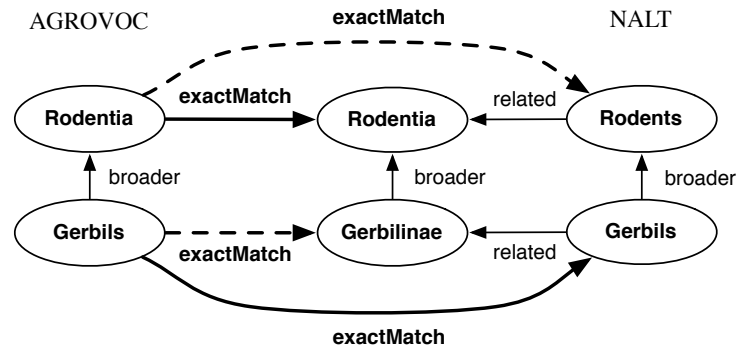 AGROVOC
NALT
exactMatch
exactMatch
Rodentia
Rodentia
related
Rodents
broader
broader
broader
Gerbils
exactMatch
Gerbilinae
related
Gerbils
exactMatch